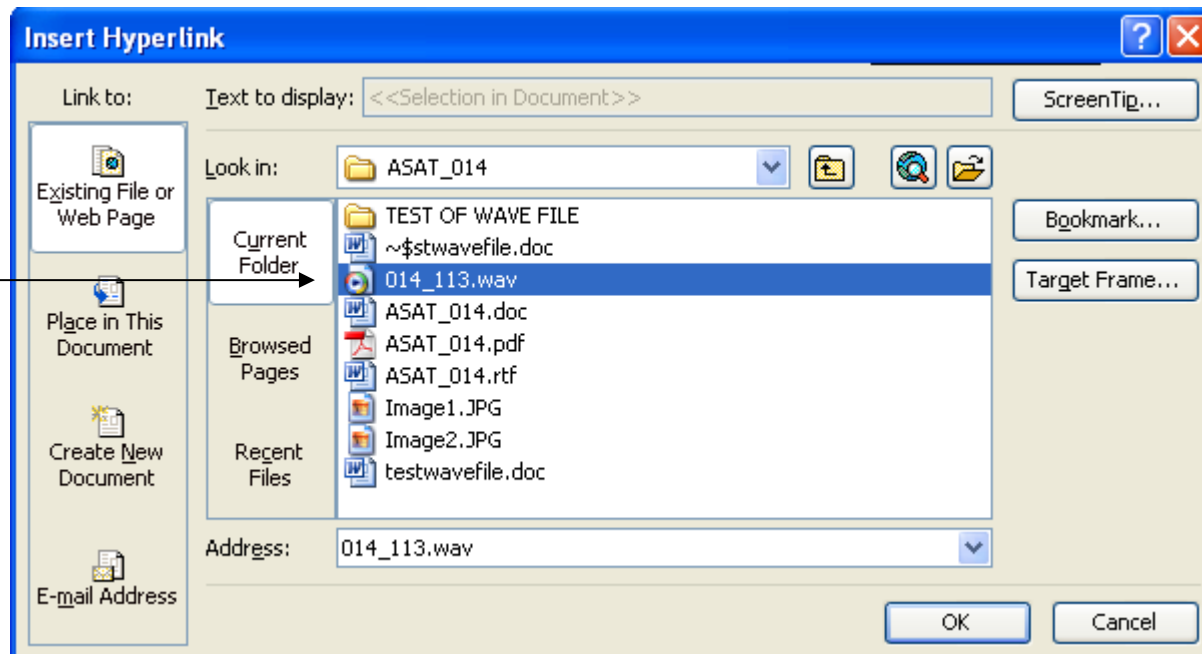 Insert Hyperlink
Link to:
Text to display: <<Selection in Document>>
ScreenTip...
Existing File or
Web Page
Look in: ASAT_014
Current
Folder
TEST OF WAVE FILE
~$stwavefile.doc
014_113.wav
ASAT_014.doc
ASAT_014.pdf
ASAT_014.rtf
Image1.JPG
Image2.JPG
testwavefile.doc
Bookmark...
Target Frame...
Place in This
Document
Browsed
Pages
Create New
Document
Recent
Files
Address: 014_113.wav
E-mail Address
OK
Cancel